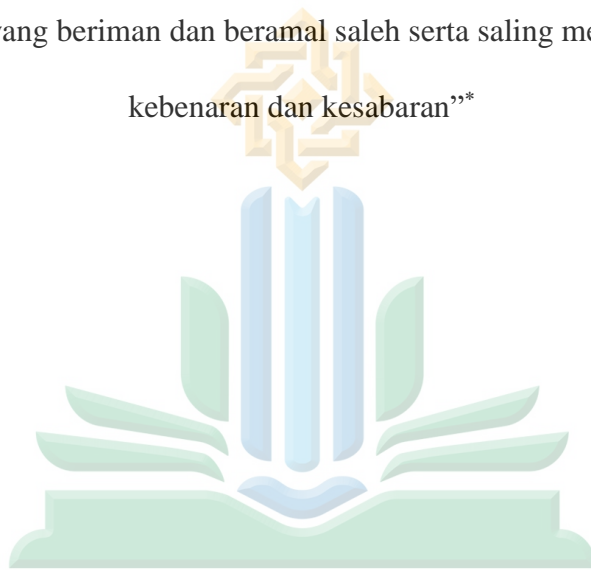 yang beriman dan beramal saleh serta saling me
kebenaran dan kesabaran”*